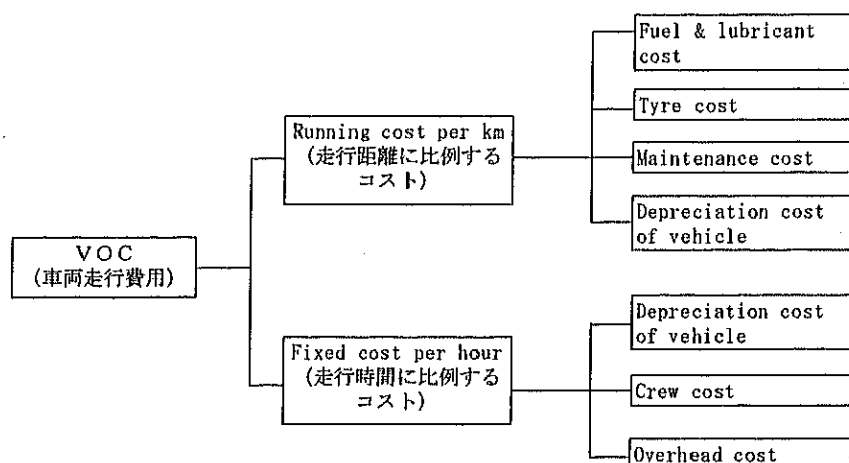 VOC
(車両走行費用)
Running cost per km
(走行距離に比例する
コスト)
Fuel & lubricant
cost
Tyre cost
Maintenance cost
Depreciation cost
of vehicle
Fixed cost per hour
(走行時間に比例する
コスト)
Depreciation cost
of vehicle
Crew cost
Overhead cost